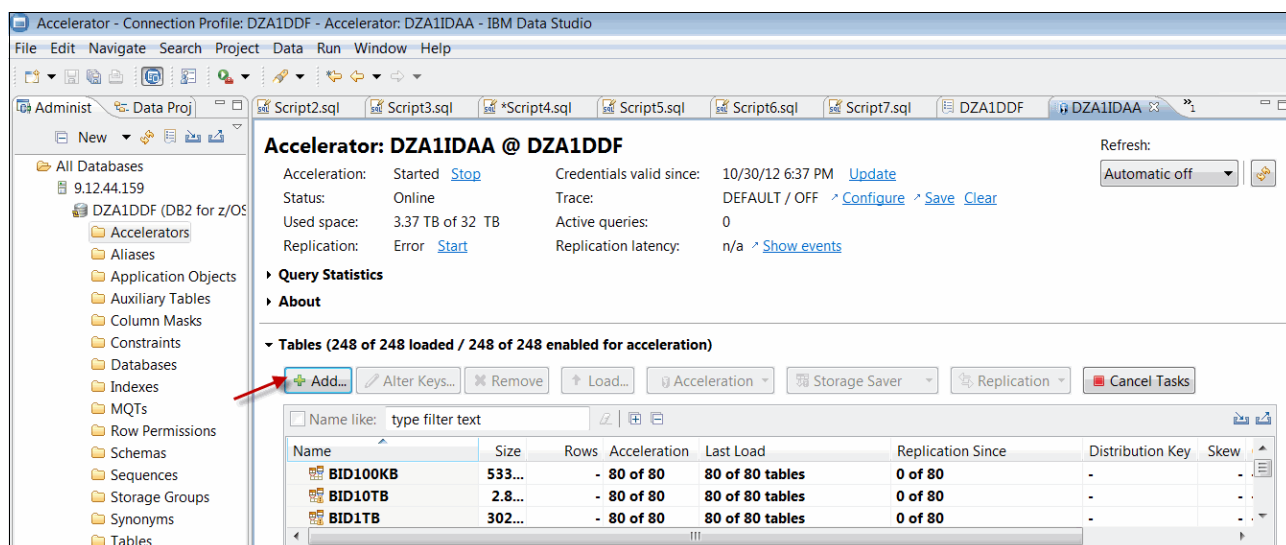 Accelerator - Connection Profile: DZA1DDF - Accelerator: DZA1IDAA - IBM Data Studio
File Edit Navigate Search Project Data Run Window Help
Administ Data Proj Script2.sql Script3.sql *Script4.sql Script5.sql Script6.sql Script7.sql DZA1DDF DZA1IDAA »1
New
All Databases
9.12.44.159
DZA1DDF (DB2 for z/OS
Accelerators
Aliases
Application Objects
Auxiliary Tables
Column Masks
Constraints
Databases
Indexes
MQTs
Row Permissions
Schemas
Sequences
Storage Groups
Synonyms
Tables
Accelerator: DZA1IDAA @ DZA1DDF
Refresh:
Automatic off
Acceleration: Started Stop Credentials valid since: 10/30/12 6:37 PM Update
Status: Online Trace: DEFAULT / OFF Configure Save Clear
Used space: 3.37 TB of 32 TB Active queries: 0
Replication: Error Start Replication latency: n/a Show events
Query Statistics
About
Tables (248 of 248 loaded / 248 of 248 enabled for acceleration)
Add... Alter Keys... Remove Load... Acceleration Storage Saver Replication Cancel Tasks
Name like: type filter text
Name Size Rows Acceleration Last Load Replication Since Distribution Key Skew
BID100KB 533... - 80 of 80 80 of 80 tables 0 of 80 - -
BID10TB 2.8... - 80 of 80 80 of 80 tables 0 of 80 - -
BID1TB 302... - 80 of 80 80 of 80 tables 0 of 80 - -